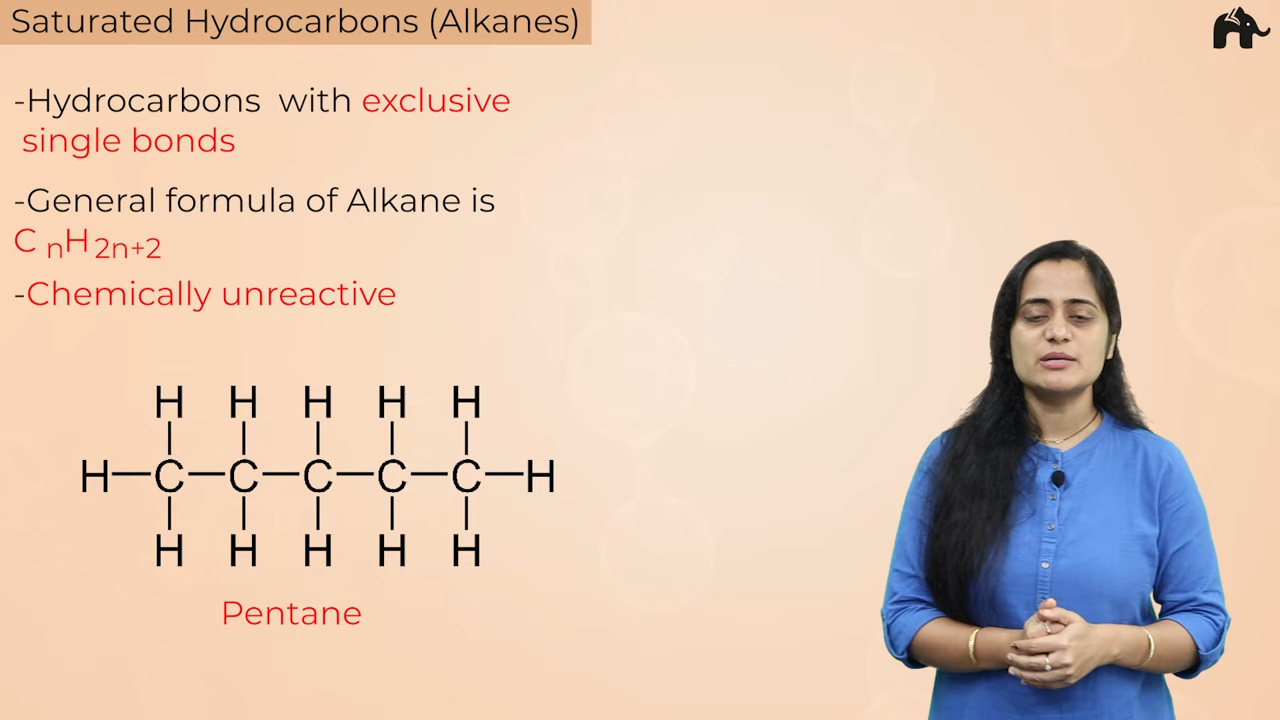 Saturated Hydrocarbons (Alkanes)
-Hydrocarbons with exclusive
single bonds
-General formula of Alkane is
C nH 2n+2
-Chemically unreactive
H H H H H
H—C—C—C—C—C—H
H H H H H
Pentane